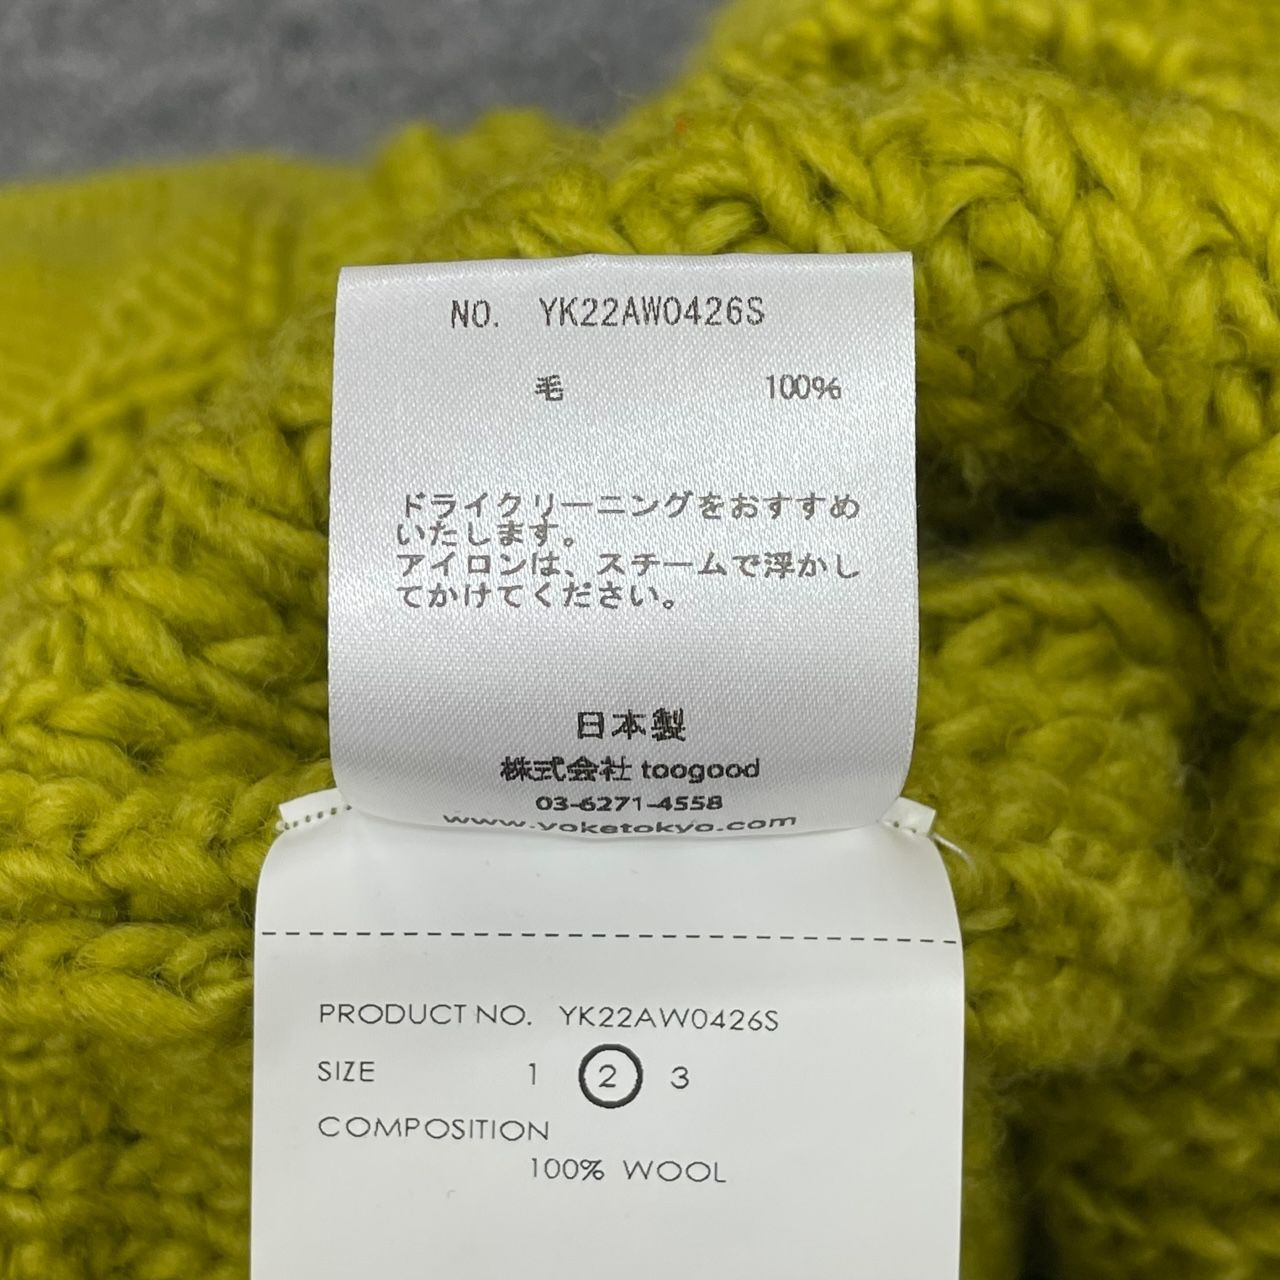 NO. YK22AW0426S
毛 100%
ドライクリーニングをおすすめ
いたします。
アイロンは、スチームで浮かし
てかけてください。
日本製
株式会社 toogood
03-6271-4558
www.yoketokyo.com
PRODUCT NO. YK22AW0426S
SIZE 1 2 3
COMPOSITION
100% WOOL